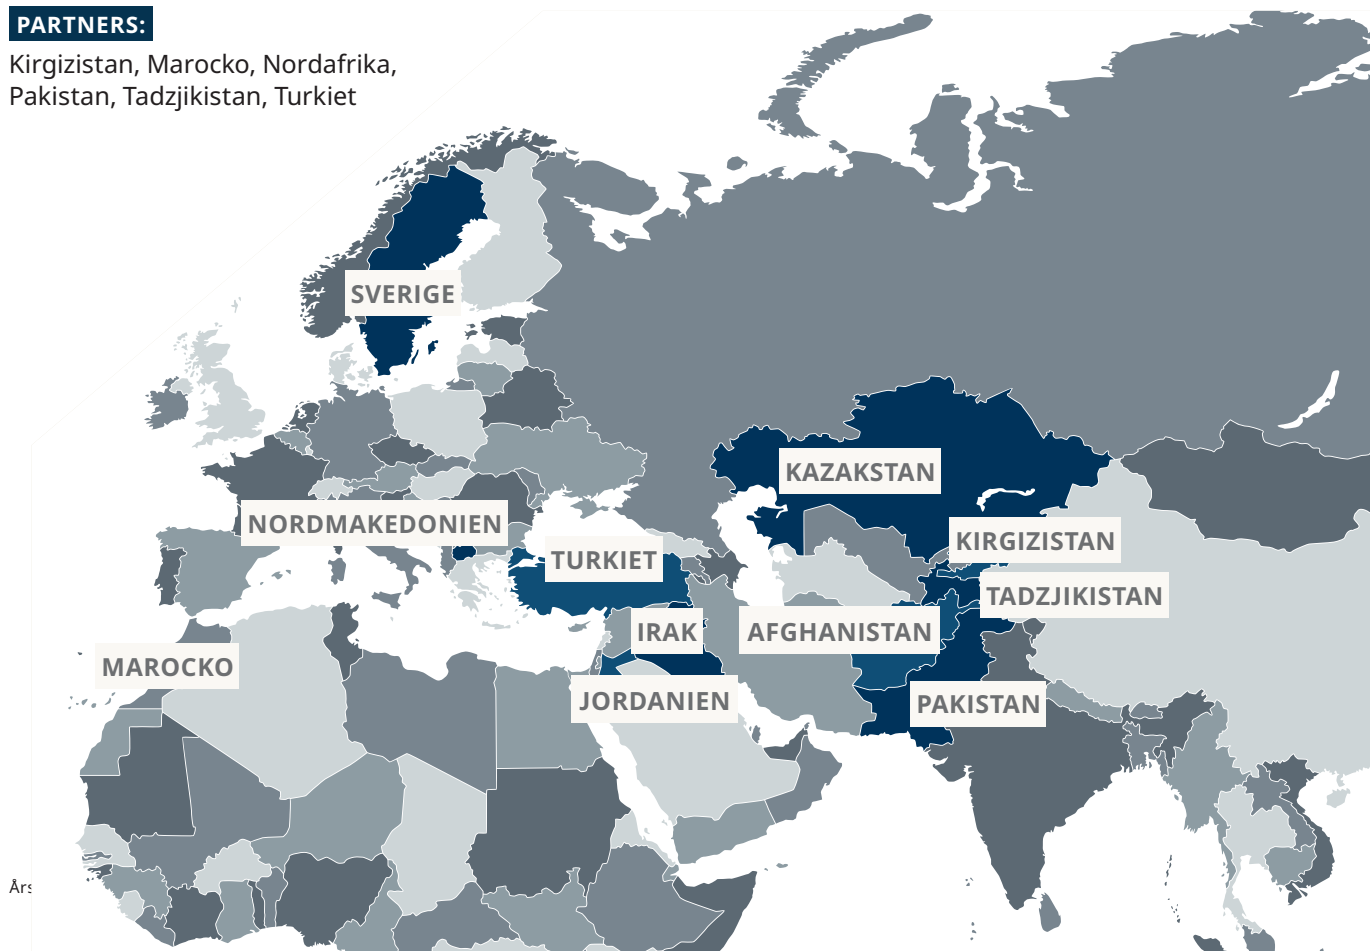 PARTNERS:
Kirgizistan, Marocko, Nordafrika,
Pakistan, Tadzjikistan, Turkiet
SVERIGE
KAZAKSTAN
NORDMAKEDONIEN
KIRGIZISTAN
TURKIET
TADZJIKISTAN
IRAK
AFGHANISTAN
MAROCKO
JORDANIEN
PAKISTAN